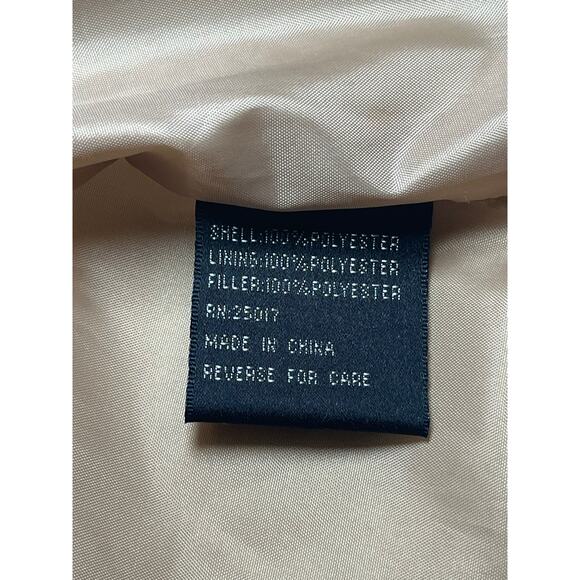 SHELL:100%POLYESTER
LINING:100%POLYESTER
FILLER:100%POLYESTER
RN:25017
MADE IN CHINA
REVERSE FOR CARE